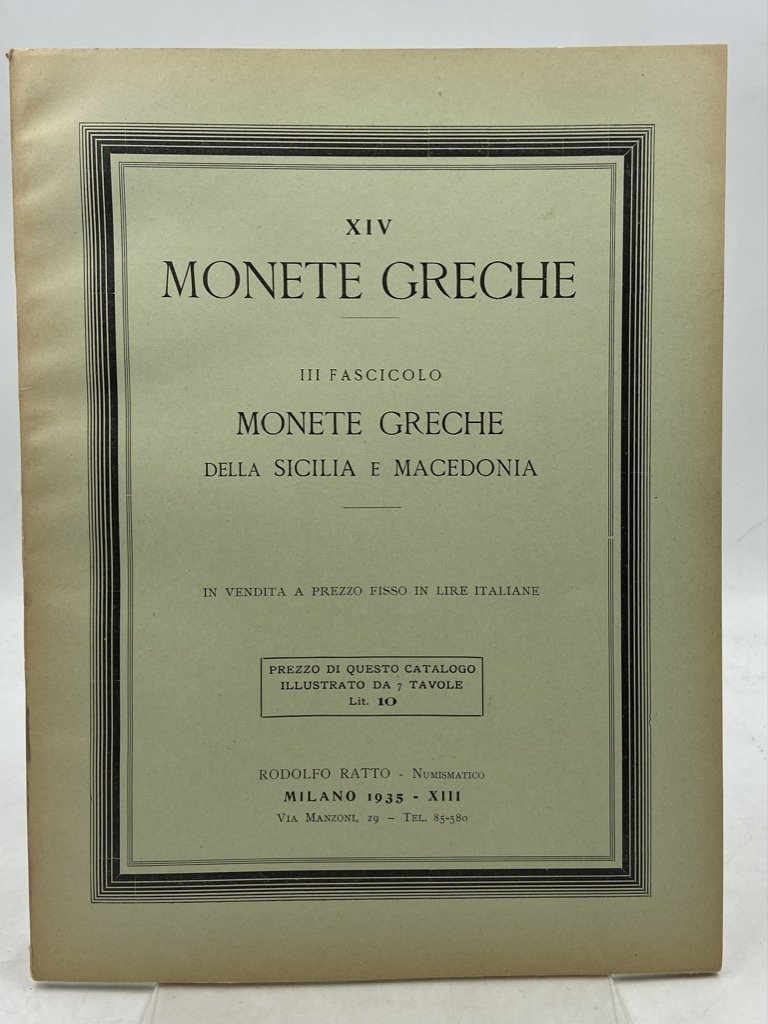 XIV
MONETE GRECHE
III FASCICOLO
MONETE GRECHE
DELLA SICILIA E MACEDONIA
IN VENDITA A PREZZO FISSO IN LIRE ITALIANE
PREZZO DI QUESTO CATALOGO
ILLUSTRATO DA 7 TAVOLE
Lit. 10
RODOLFO RATTO - NUMISMATICO
MILANO 1935 - XIII
VIA MANZONI, 29 — TEL. 85-580